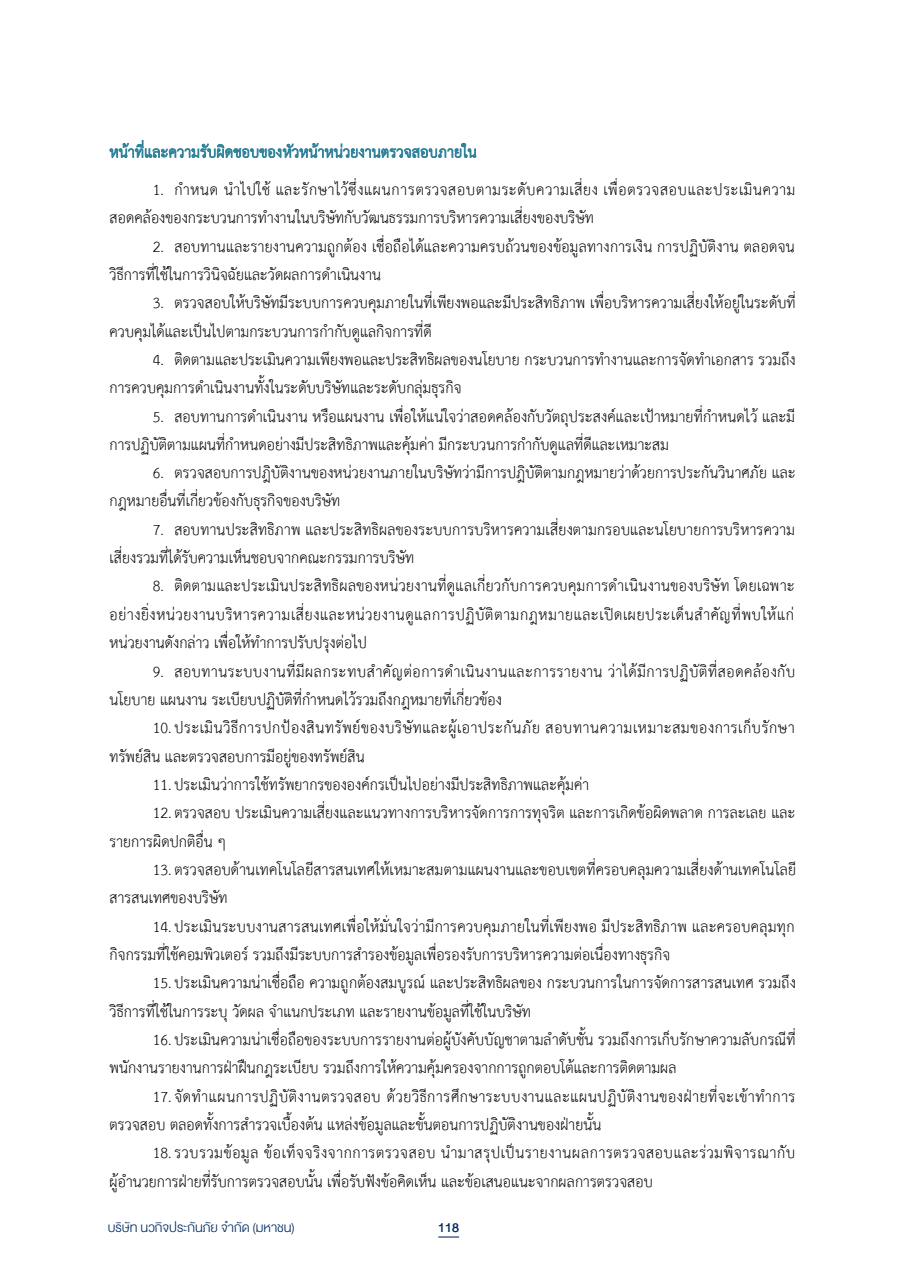 หน้าที่และความรับผิดชอบของหัวหน้าหน่วยงานตรวจสอบภายใน
1. กำหนด นำไปใช้ และรักษาไว้ซึ่งแผนการตรวจสอบตามระดับความเสี่ยง เพื่อตรวจสอบและประเมินความ
สอดคล้องของกระบวนการทำงานในบริษัทกับวัฒนธรรมการบริหารความเสี่ยงของบริษัท
2. สอบทานและรายงานความถูกต้อง เชื่อถือได้และความครบถ้วนของข้อมูลทางการเงิน การปฏิบัติงาน ตลอดจน
วิธีการที่ใช้ในการวินิจฉัยและวัดผลการดำเนินงาน
3. ตรวจสอบให้บริษัทมีระบบการควบคุมภายในที่เพียงพอและมีประสิทธิภาพ เพื่อบริหารความเสี่ยงให้อยู่ในระดับที่
ควบคุมได้และเป็นไปตามกระบวนการกำกับดูแลกิจการที่ดี
4. ติดตามและประเมินความเพียงพอและประสิทธิผลของนโยบาย กระบวนการทำงานและการจัดทำเอกสาร รวมถึง
การควบคุมการดำเนินงานทั้งในระดับบริษัทและระดับกลุ่มธุรกิจ
5. สอบทานการดำเนินงาน หรือแผนงาน เพื่อให้แน่ใจว่าสอดคล้องกับวัตถุประสงค์และเป้าหมายที่กำหนดไว้ และมี
การปฏิบัติตามแผนที่กำหนดอย่างมีประสิทธิภาพและคุ้มค่า มีกระบวนการกำกับดูแลที่ดีและเหมาะสม
6. ตรวจสอบการปฎิบัติงานของหน่วยงานภายในบริษัทว่ามีการปฎิบัติตามกฎหมายว่าด้วยการประกันวินาศภัย และ
กฎหมายอื่นที่เกี่ยวข้องกับธุรกิจของบริษัท
7. สอบทานประสิทธิภาพ และประสิทธิผลของระบบการบริหารความเสี่ยงตามกรอบและนโยบายการบริหารความ
เสี่ยงรวมที่ได้รับความเห็นชอบจากคณะกรรมการบริษัท
8. ติดตามและประเมินประสิทธิผลของหน่วยงานที่ดูแลเกี่ยวกับการควบคุมการดำเนินงานของบริษัท โดยเฉพาะ
อย่างยิ่งหน่วยงานบริหารความเสี่ยงและหน่วยงานดูแลการปฏิบัติตามกฎหมายและเปิดเผยประเด็นสำคัญที่พบให้แก่
หน่วยงานดังกล่าว เพื่อให้ทำการปรับปรุงต่อไป
9. สอบทานระบบงานที่มีผลกระทบสำคัญต่อการดำเนินงานและการรายงาน ว่าได้มีการปฏิบัติที่สอดคล้องกับ
นโยบาย แผนงาน ระเบียบปฏิบัติที่กำหนดไว้รวมถึงกฎหมายที่เกี่ยวข้อง
10. ประเมินวิธีการปกป้องสินทรัพย์ของบริษัทและผู้เอาประกันภัย สอบทานความเหมาะสมของการเก็บรักษา
ทรัพย์สิน และตรวจสอบการมีอยู่ของทรัพย์สิน
11. ประเมินว่าการใช้ทรัพยากรขององค์กรเป็นไปอย่างมีประสิทธิภาพและคุ้มค่า
12. ตรวจสอบ ประเมินความเสี่ยงและแนวทางการบริหารจัดการการทุจริต และการเกิดข้อผิดพลาด การละเลย และ
รายการผิดปกติอื่น ๆ
13. ตรวจสอบด้านเทคโนโลยีสารสนเทศให้เหมาะสมตามแผนงานและขอบเขตที่ครอบคลุมความเสี่ยงด้านเทคโนโลยี
สารสนเทศของบริษัท
14. ประเมินระบบงานสารสนเทศเพื่อให้มั่นใจว่ามีการควบคุมภายในที่เพียงพอ มีประสิทธิภาพ และครอบคลุมทุก
กิจกรรมที่ใช้คอมพิวเตอร์ รวมถึงมีระบบการสำรองข้อมูลเพื่อรองรับการบริหารความต่อเนื่องทางธุรกิจ
15. ประเมินความน่าเชื่อถือ ความถูกต้องสมบูรณ์ และประสิทธิผลของ กระบวนการในการจัดการสารสนเทศ รวมถึง
วิธีการที่ใช้ในการระบุ วัดผล จำแนกประเภท และรายงานข้อมูลที่ใช้ในบริษัท
16. ประเมินความน่าเชื่อถือของระบบการรายงานต่อผู้บังคับบัญชาตามลำดับชั้น รวมถึงการเก็บรักษาความลับกรณีที่
พนักงานรายงานการฝ่าฝืนกฎระเบียบ รวมถึงการให้ความคุ้มครองจากการถูกตอบโต้และการติดตามผล
17. จัดทำแผนการปฏิบัติงานตรวจสอบ ด้วยวิธีการศึกษาระบบงานและแผนปฏิบัติงานของฝ่ายที่จะเข้าทำการ
ตรวจสอบ ตลอดทั้งการสำรวจเบื้องต้น แหล่งข้อมูลและขั้นตอนการปฏิบัติงานของฝ่ายนั้น
18. รวบรวมข้อมูล ข้อเท็จจริงจากการตรวจสอบ นำมาสรุปเป็นรายงานผลการตรวจสอบและร่วมพิจารณากับ
ผู้อำนวยการฝ่ายที่รับการตรวจสอบนั้น เพื่อรับฟังข้อคิดเห็น และข้อเสนอแนะจากผลการตรวจสอบ
บริษัท นวกิจประกันภัย จำกัด (มหาชน)
118